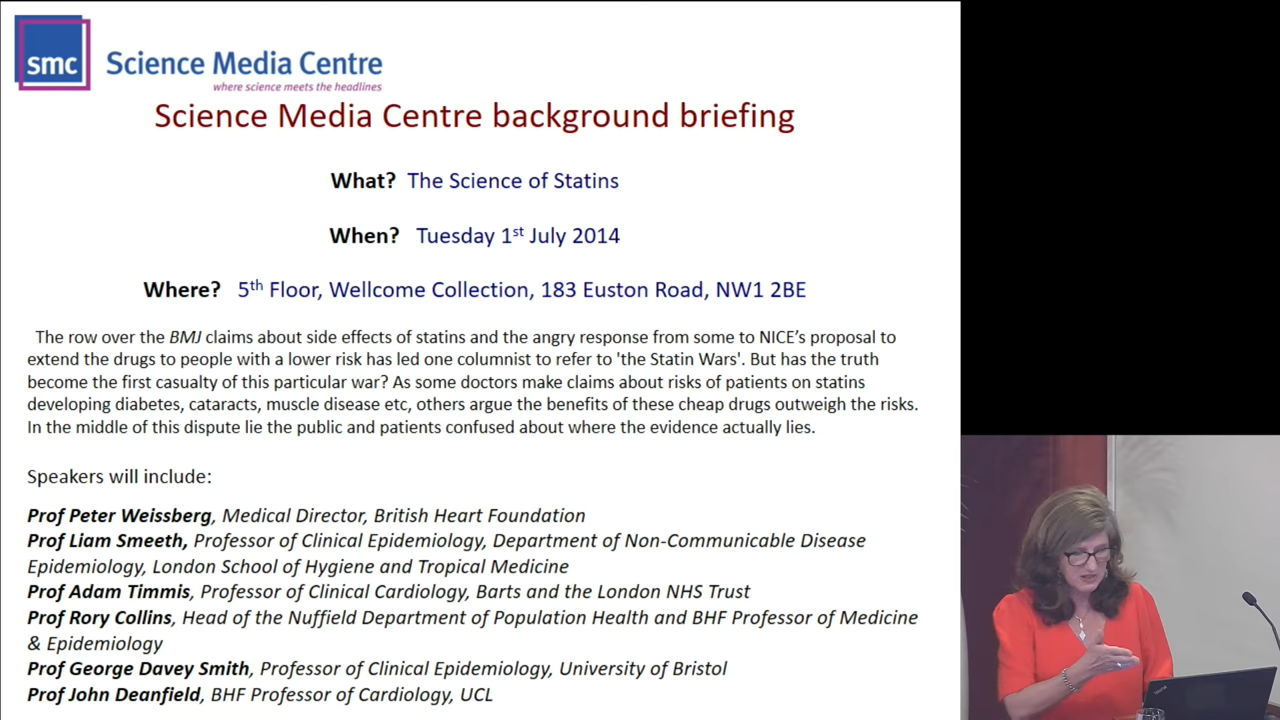 smc
Science Media Centre
where science meets the headlines
Science Media Centre background briefing
What? The Science of Statins
When? Tuesday 1st July 2014
Where? 5th Floor, Wellcome Collection, 183 Euston Road, NW1 2BE
The row over the BMJ claims about side effects of statins and the angry response from some to NICE's proposal to
extend the drugs to people with a lower risk has led one columnist to refer to 'the Statin Wars'. But has the truth
become the first casualty of this particular war? As some doctors make claims about risks of patients on statins
developing diabetes, cataracts, muscle disease etc, others argue the benefits of these cheap drugs outweigh the risks.
In the middle of this dispute lie the public and patients confused about where the evidence actually lies.
Speakers will include:
Prof Peter Weissberg, Medical Director, British Heart Foundation
Prof Liam Smeeth, Professor of Clinical Epidemiology, Department of Non-Communicable Disease
Epidemiology, London School of Hygiene and Tropical Medicine
Prof Adam Timmis, Professor of Clinical Cardiology, Barts and the London NHS Trust
Prof Rory Collins, Head of the Nuffield Department of Population Health and BHF Professor of Medicine
& Epidemiology
Prof George Davey Smith, Professor of Clinical Epidemiology, University of Bristol
Prof John Deanfield, BHF Professor of Cardiology, UCL